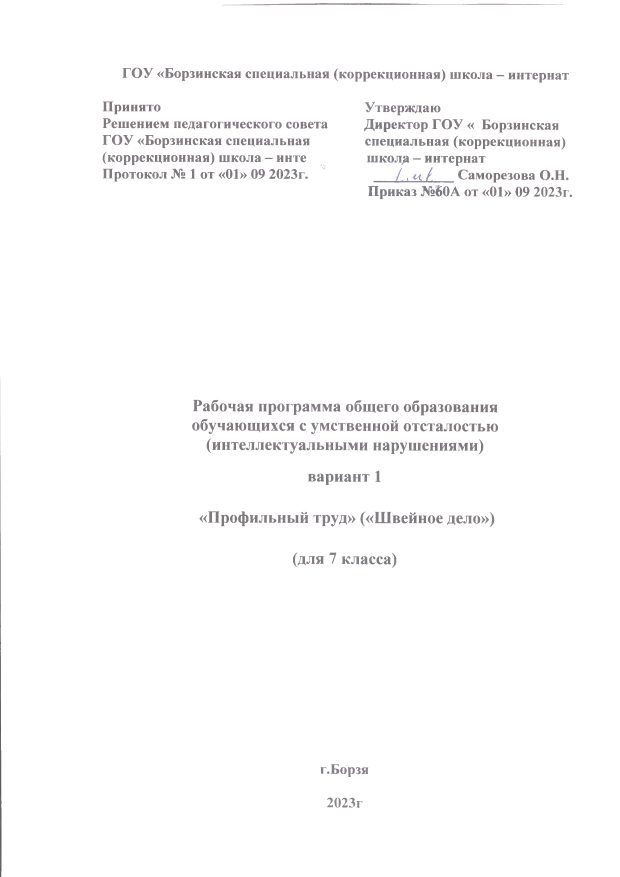 ГОУ «Борзинская специальная (коррекционная) школа – интернат
Принято
Решением педагогического совета
ГОУ «Борзинская специальная
(коррекционная) школа – инте
Протокол № 1 от «01» 09 2023г.
Утверждаю
Директор ГОУ « Борзинская
специальная (коррекционная)
школа – интернат
Саморезова О.Н.
Приказ №60А от «01» 09 2023г.
Рабочая программа общего образования
обучающихся с умственной отсталостью
(интеллектуальными нарушениями)
вариант 1
«Профильный труд» («Швейное дело»)
(для 7 класса)
г.Борзя
2023г